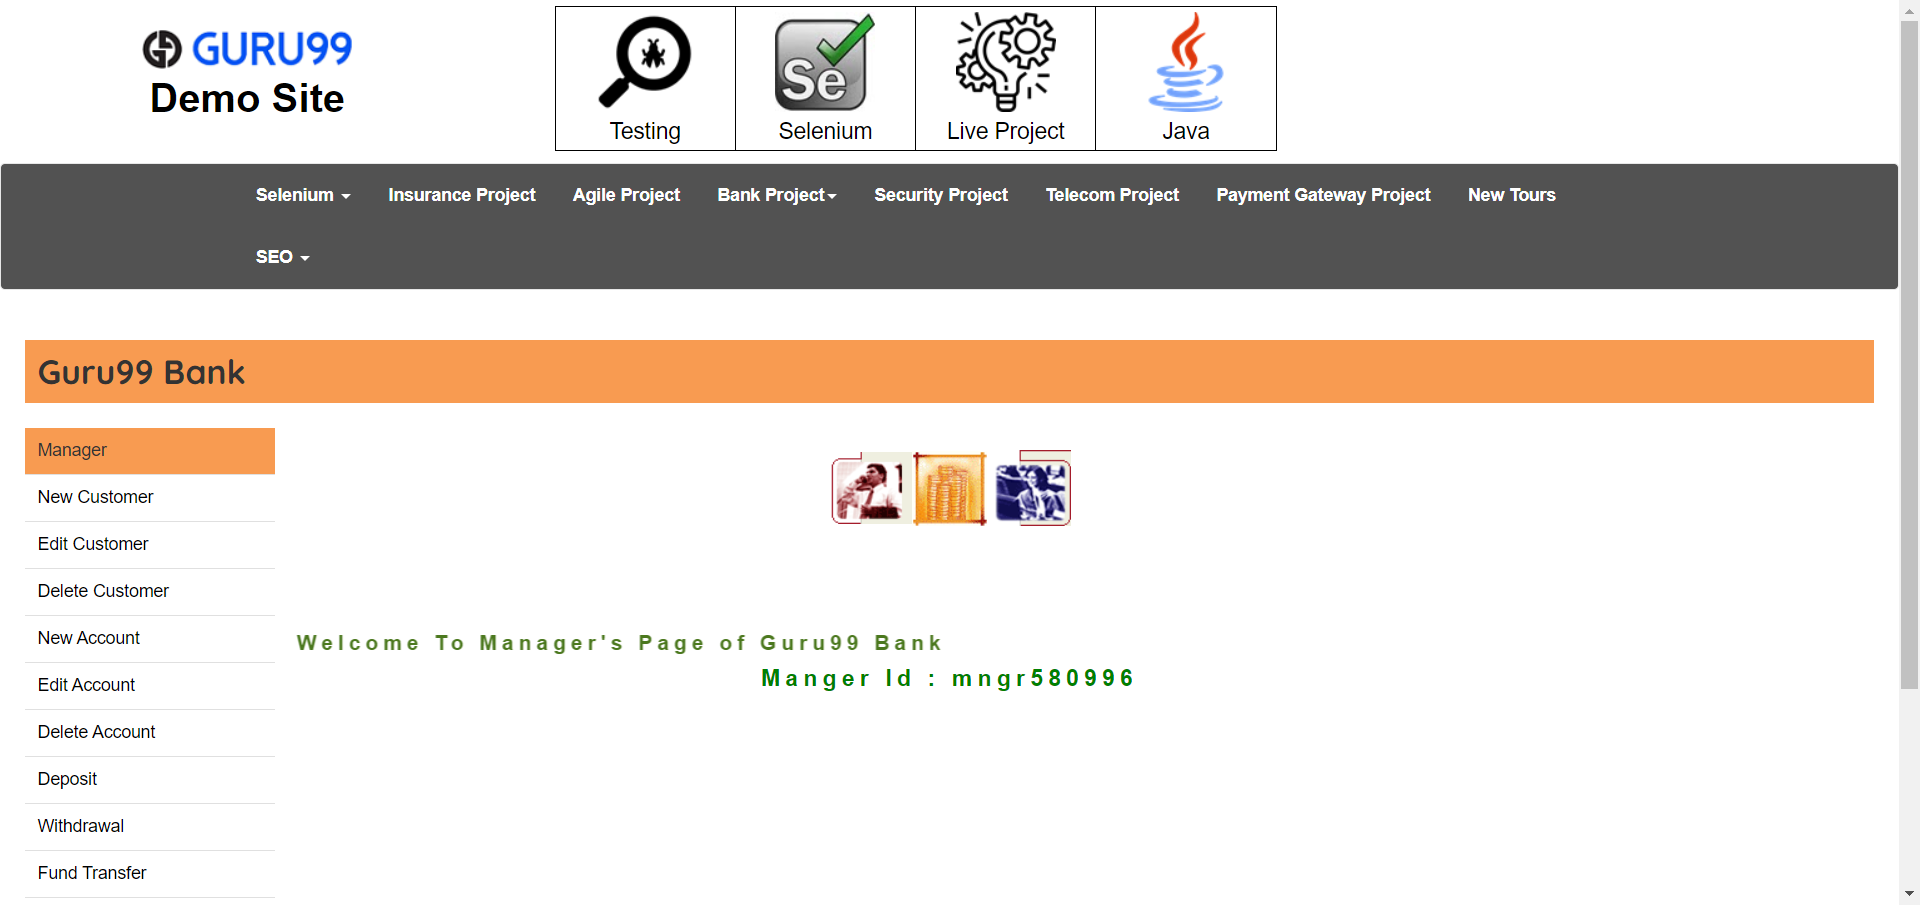 GURU99
Demo Site
Testing
Se
Selenium
Live Project
Java
Selenium
Insurance Project
Agile Project
Bank Project
Security Project
Telecom Project
Payment Gateway Project
New Tours
SEO
Guru99 Bank
Manager
New Customer
Edit Customer
Delete Customer
New Account
Edit Account
Delete Account
Deposit
Withdrawal
Fund Transfer
Welcome To Manager's Page of Guru99 Bank
Manger Id : mngr580996